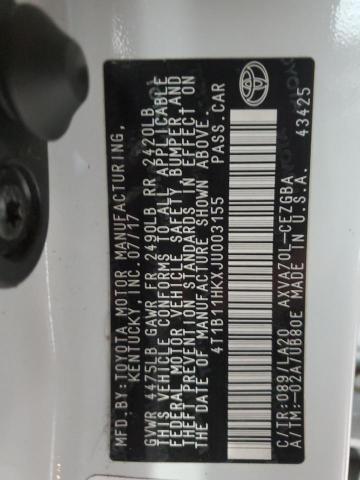 MFD.BY:TOYOTA MOTOR MANUFACTURING,
KENTUCKY, INC.07/17
GVWR 4475LB GAWR FR 2490LB RR 2420LB
THIS VEHICLE CONFORMS TO ALL APPLICABLE
FEDERAL MOTOR VEHICLE SAFETY BUMPER,AND
THEFT PREVENTION STANDARDS IN EFFECT ON
THE DATE OF MANUFACTURE SHOWN ABOVE.
4T1B11HKXJU003155 PASS.CAR
C/TR:089/LA20 AXVA70L-CEZGBA
A/TM:-02A/UB80E MADE IN U.S.A.
43425